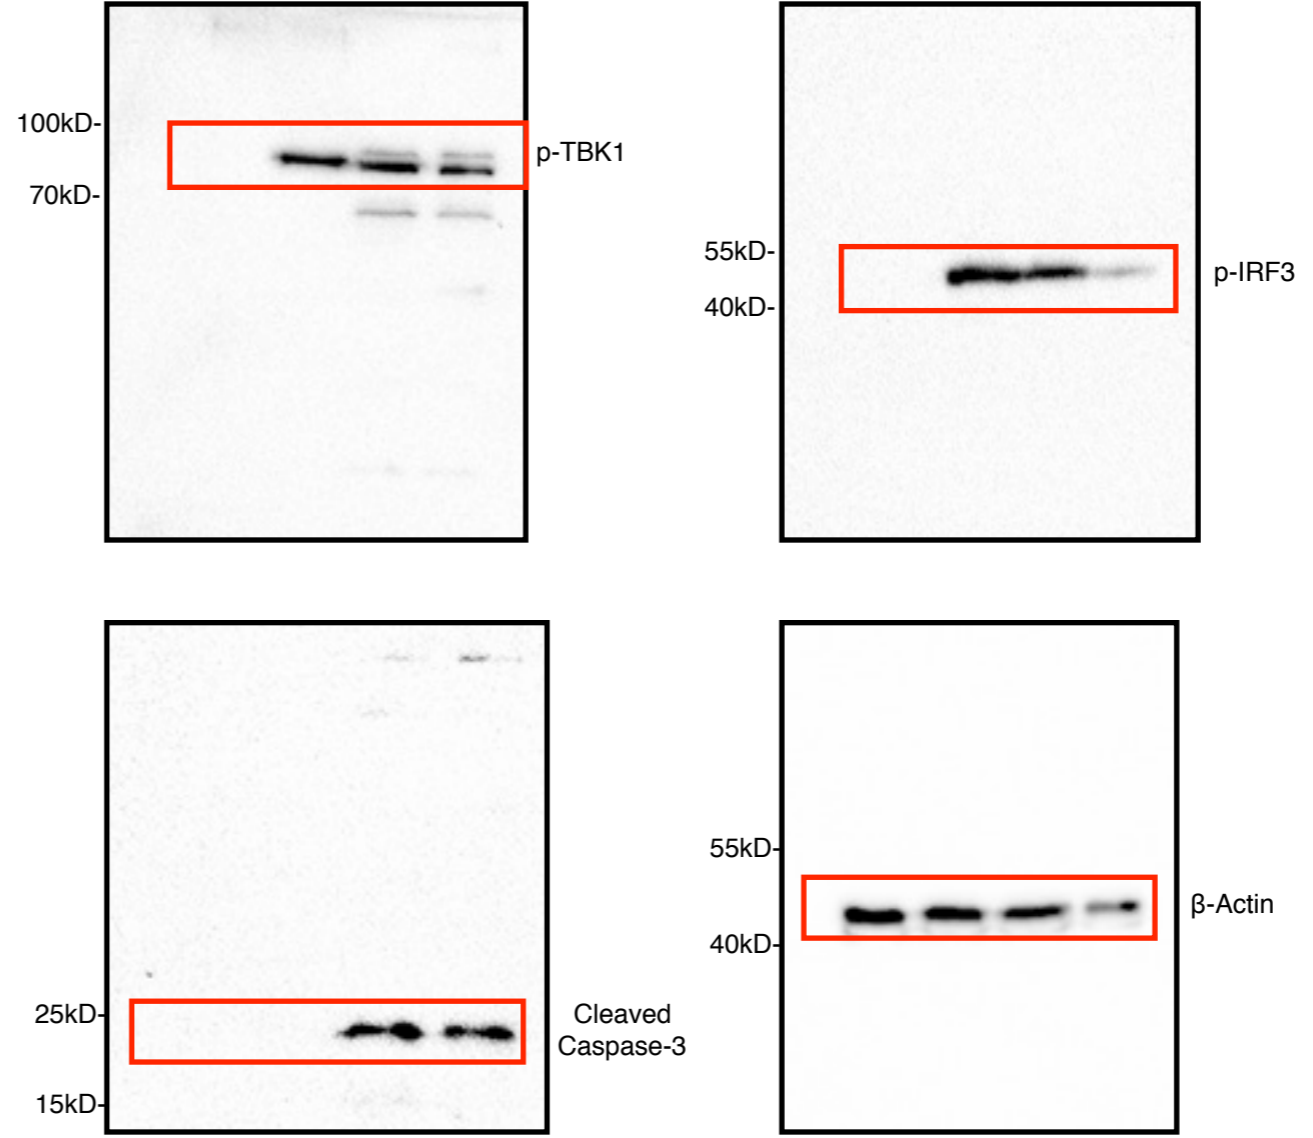 100kD-
p-TBK1
70kD-
55kD-
p-IRF3
40kD-
25kD-
Cleaved
Caspase-3
15kD-
55kD-
β-Actin
40kD-